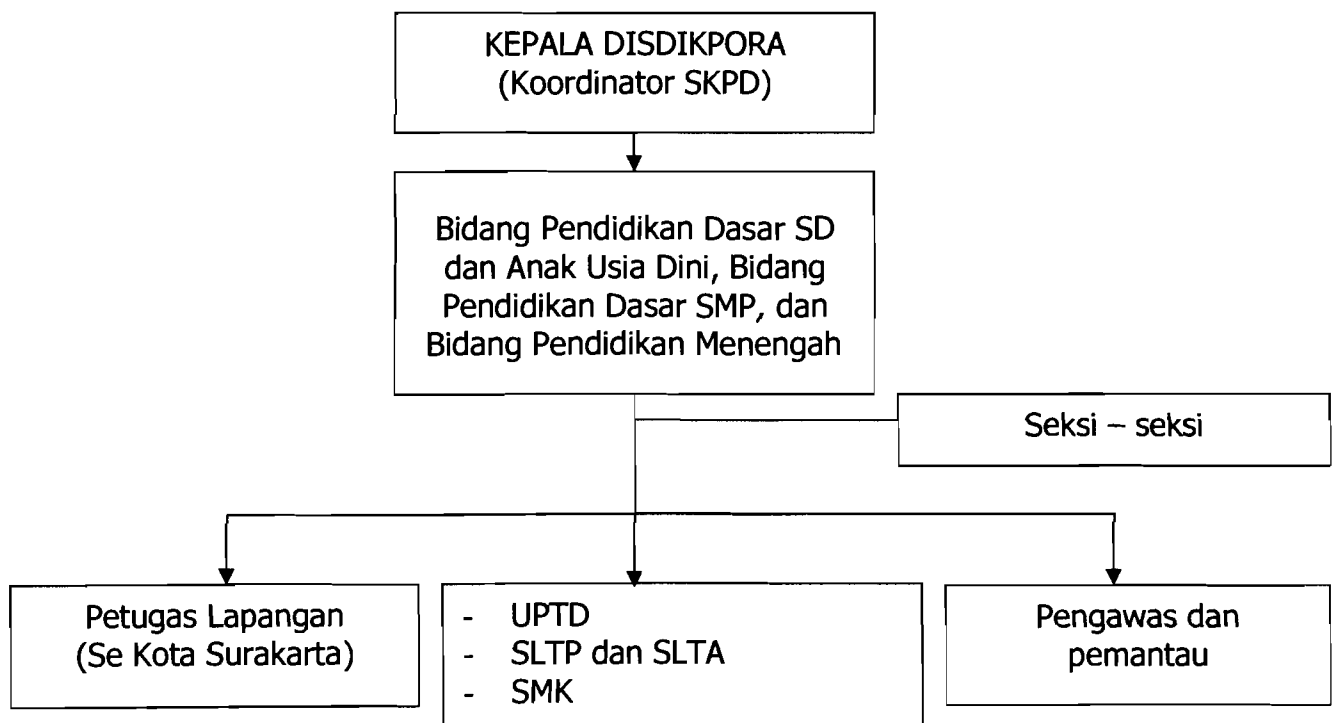 KEPALA DISDIKPORA
(Koordinator SKPD)
Bidang Pendidikan Dasar SD
dan Anak Usia Dini, Bidang
Pendidikan Dasar SMP, dan
Bidang Pendidikan Menengah
Seksi – seksi
Petugas Lapangan
(Se Kota Surakarta)
- UPTD
- SLTP dan SLTA
- SMK
Pengawas dan
pemantau